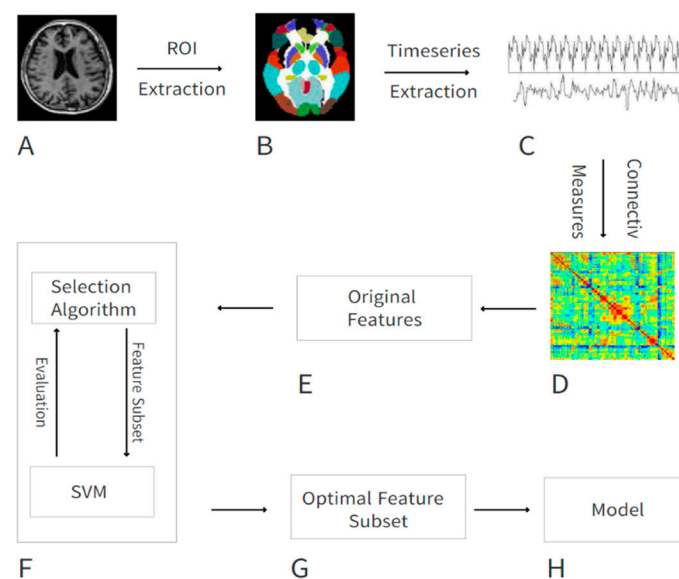 ROI
Extraction
Timeseries
Extraction
A
B
C
Connectiv
Measures
Selection
Algorithm
Evaluation
Feature Subset
SVM
Original
Features
E
D
Optimal Feature
Subset
Model
F
G
H